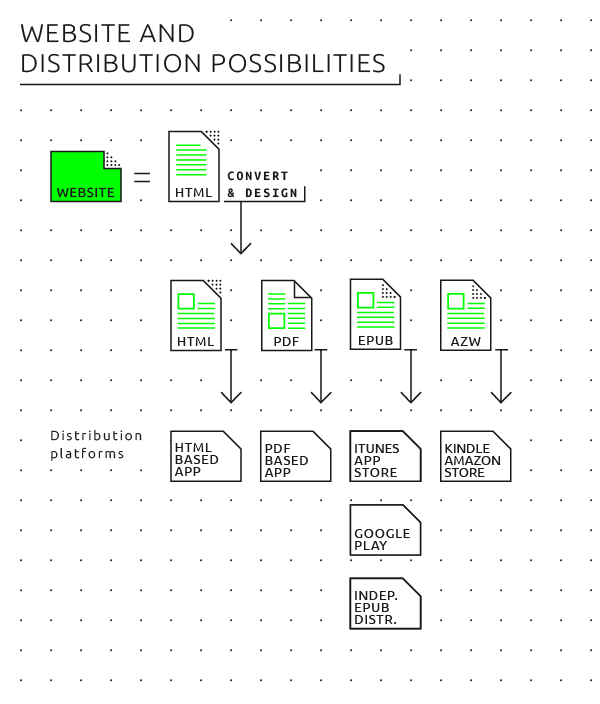 WEBSITE AND
DISTRIBUTION POSSIBILITIES
WEBSITE
HTML
CONVERT
& DESIGN
HTML
PDF
EPUB
AZW
Distribution
platforms
HTML
BASED
APP
PDF
BASED
APP
ITUNES
APP
STORE
KINDLE
AMAZON
STORE
GOOGLE
PLAY
INDEP.
EPUB
DISTR.